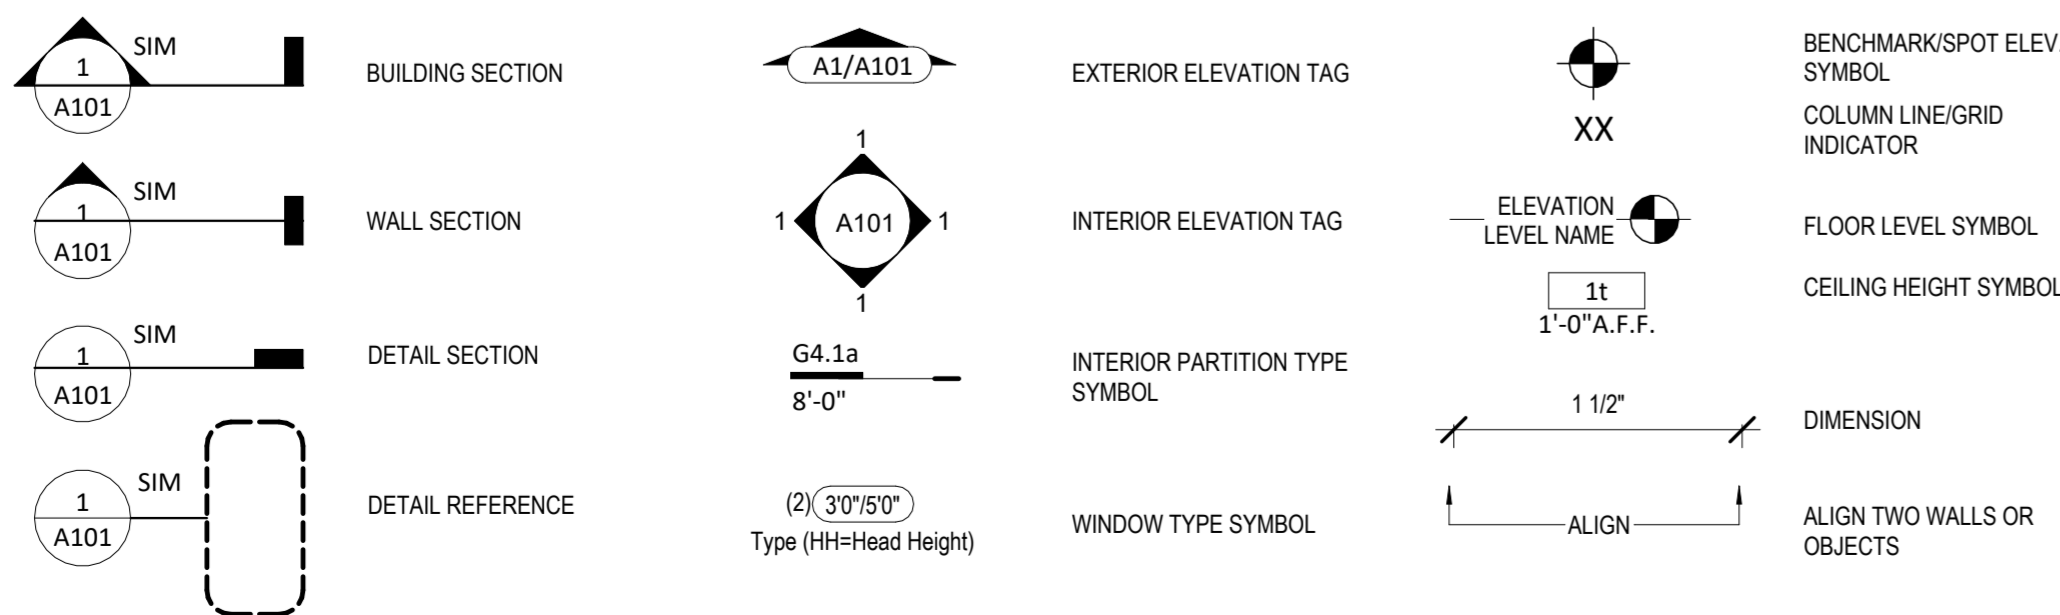 SIM
1
A101
BUILDING SECTION
SIM
1
A101
WALL SECTION
SIM
1
A101
DETAIL SECTION
SIM
1
A101
DETAIL REFERENCE
A1/A101
EXTERIOR ELEVATION TAG
1
1 A101 1
1
INTERIOR ELEVATION TAG
G4.1a
8'-0"
INTERIOR PARTITION TYPE
SYMBOL
(2) 3'0"/5'0"
Type (HH=Head Height)
WINDOW TYPE SYMBOL
BENCHMARK/SPOT ELEV.
SYMBOL
XX
COLUMN LINE/GRID
INDICATOR
ELEVATION
LEVEL NAME
FLOOR LEVEL SYMBOL
1t
1'-0"A.F.F.
CEILING HEIGHT SYMBOL
1 1/2"
DIMENSION
ALIGN
ALIGN TWO WALLS OR
OBJECTS